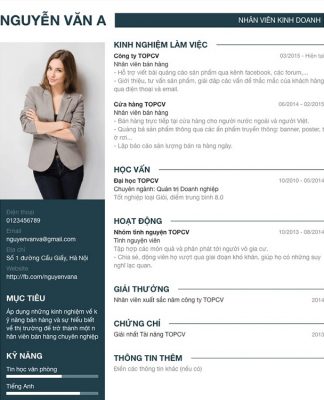 NGUYỄN VĂN A
NHÂN VIÊN KINH DOANH
Điện thoại
0123456789
Email
nguyenvanva@gmail.com
Địa chỉ
Số 1 đường Cầu Giấy, Hà Nội
Website
http://fb.com/nguyenvana
MỤC TIÊU
Áp dụng những kinh nghiệm về k
ỹ năng bán hàng và sự hiểu biết
về thị trường để trở thành một n
hân viên bán hàng chuyên nghiệp
KỸ NĂNG
Tin học văn phòng
Tiếng Anh
KINH NGHIỆM LÀM VIỆC
Công ty TOPCV
03/2015 - Hiện tại
Nhân viên bán hàng
- Hỗ trợ viết bài quảng cáo sản phẩm qua kênh facebook, các forum,...
- Giới thiệu, tư vấn sản phẩm, giải đáp các vấn đề thắc mắc của khách hàng
qua điện thoại và email.
Cửa hàng TOPCV
06/2014 - 02/2015
Nhân viên bán hàng
- Bán hàng trực tiếp tại cửa hàng cho người nước ngoài và người Việt.
- Quảng bá sản phẩm thông qua các ấn phẩm truyền thông: banner, poster, t
ờ rơi...
- Lập báo cáo sản lượng bán ra hàng ngày.
HỌC VẤN
Đại học TOPCV
10/2010 - 05/2014
Chuyên ngành: Quản trị Doanh nghiệp
Tốt nghiệp loại Giỏi, điểm trung bình 8.0
HOẠT ĐỘNG
Nhóm tình nguyện TOPCV
10/2013 - 08/2014
Tình nguyện viên
Tập hợp các món quà và phân phát tới người vô gia cư.
- Chia sẻ, động viên họ vượt qua giai đoạn khó khăn, giúp họ có những suy
nghĩ lạc quan.
GIẢI THƯỞNG
Nhân viên xuất sắc năm công ty TOPCV
2014
CHỨNG CHỈ
Giải nhất Tài năng TOPCV
2013
THÔNG TIN THÊM
Điền các thông tin khác (nếu có)